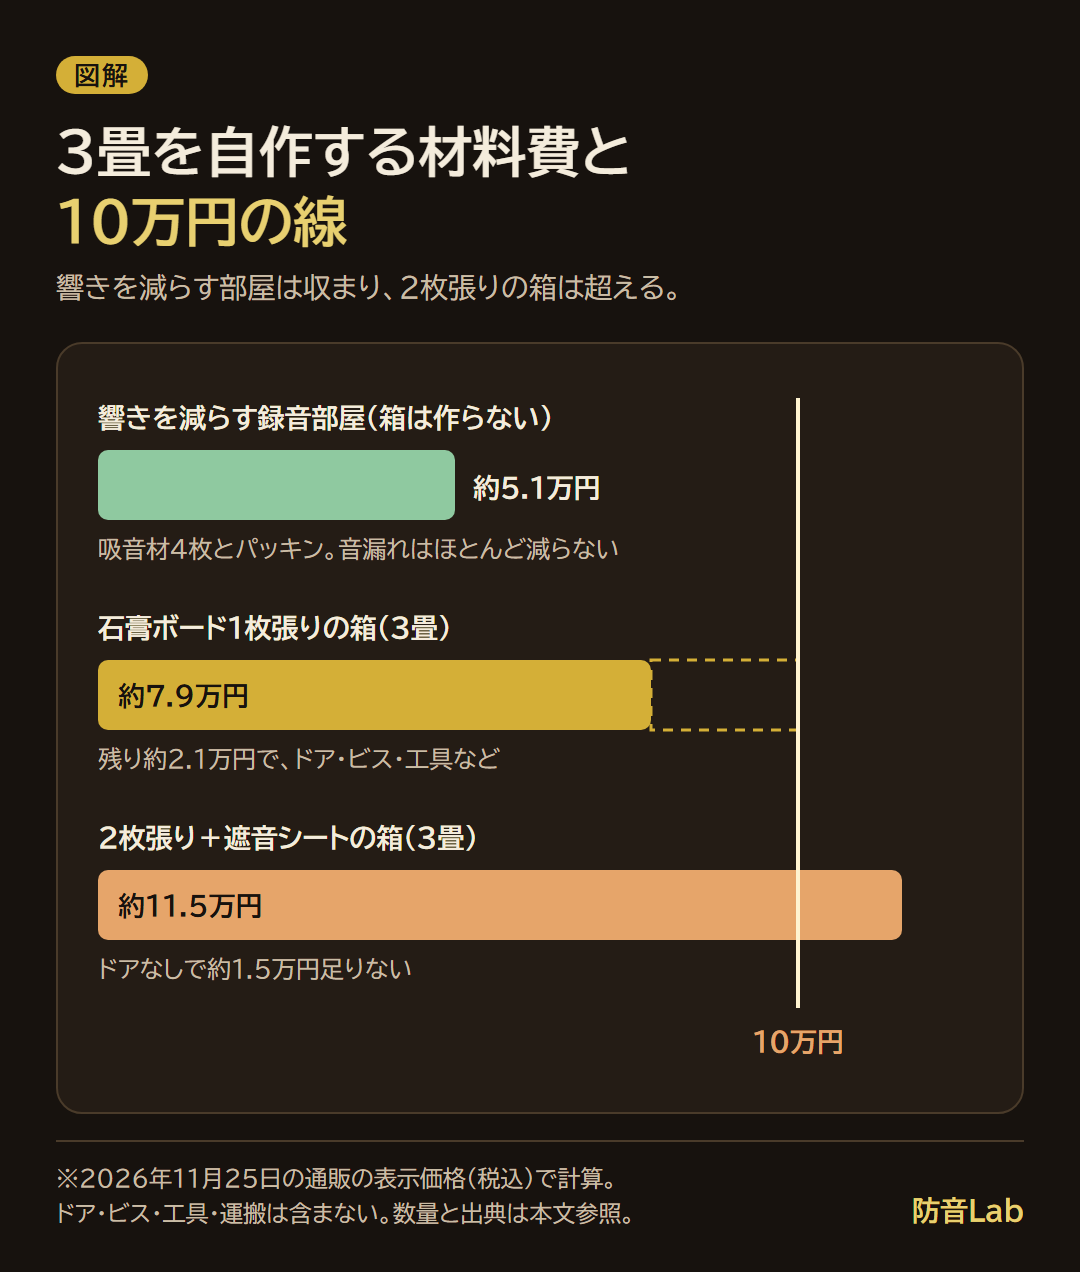 図解
3畳を自作する材料費と
10万円の線
響きを減らす部屋は収まり、2枚張りの箱は超える。
響きを減らす録音部屋（箱は作らない）
約5.1万円
吸音材4枚とパッキン。音漏れはほとんど減らない
石膏ボード1枚張りの箱（3畳）
約7.9万円
残り約2.1万円で、ドア・ビス・工具など
2枚張り＋遮音シートの箱（3畳）
約11.5万円
ドアなしで約1.5万円足りない
10万円
※2026年11月25日の通販の表示価格（税込）で計算。
ドア・ビス・工具・運搬は含まない。数量と出典は本文参照。
防音Lab